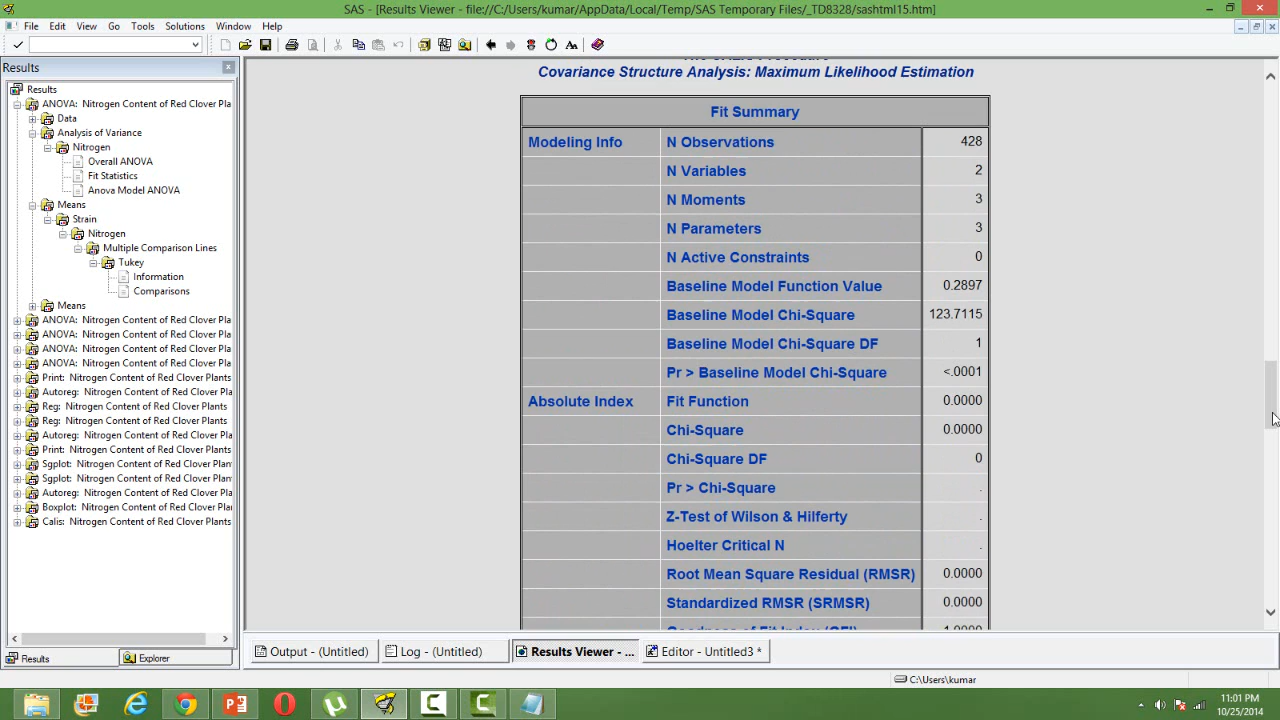 SAS - [Results Viewer - file://C:/Users/kumar/AppData/Local/Temp/SAS Temporary Files/_TD8328/sashtml15.htm]
File Edit View Go Tools Solutions Window Help
Results
Results
ANOVA: Nitrogen Content of Red Clover Pla
Data
Analysis of Variance
Nitrogen
Overall ANOVA
Fit Statistics
Anova Model ANOVA
Means
Strain
Nitrogen
Multiple Comparison Lines
Tukey
Information
Comparisons
Means
ANOVA: Nitrogen Content of Red Clover Pla
ANOVA: Nitrogen Content of Red Clover Pla
ANOVA: Nitrogen Content of Red Clover Pla
ANOVA: Nitrogen Content of Red Clover Pla
Print: Nitrogen Content of Red Clover Plants
Autoreg: Nitrogen Content of Red Clover Pla
Reg: Nitrogen Content of Red Clover Plants
Reg: Nitrogen Content of Red Clover Plants
Autoreg: Nitrogen Content of Red Clover Pla
Print: Nitrogen Content of Red Clover Plants
Sgplot: Nitrogen Content of Red Clover Plant
Sgplot: Nitrogen Content of Red Clover Plant
Autoreg: Nitrogen Content of Red Clover Pla
Boxplot: Nitrogen Content of Red Clover Plan
Calis: Nitrogen Content of Red Clover Plants
Results Explorer
Covariance Structure Analysis: Maximum Likelihood Estimation
Fit Summary
Modeling Info N Observations 428
N Variables 2
N Moments 3
N Parameters 3
N Active Constraints 0
Baseline Model Function Value 0.2897
Baseline Model Chi-Square 123.7115
Baseline Model Chi-Square DF 1
Pr > Baseline Model Chi-Square <.0001
Absolute Index Fit Function 0.0000
Chi-Square 0.0000
Chi-Square DF 0
Pr > Chi-Square .
Z-Test of Wilson & Hilferty .
Hoelter Critical N .
Root Mean Square Residual (RMSR) 0.0000
Standardized RMSR (SRMSR) 0.0000
Output - (Untitled) Log - (Untitled) Results Viewer - ... Editor - Untitled3 *
C:\Users\kumar
11:01 PM
10/25/2014